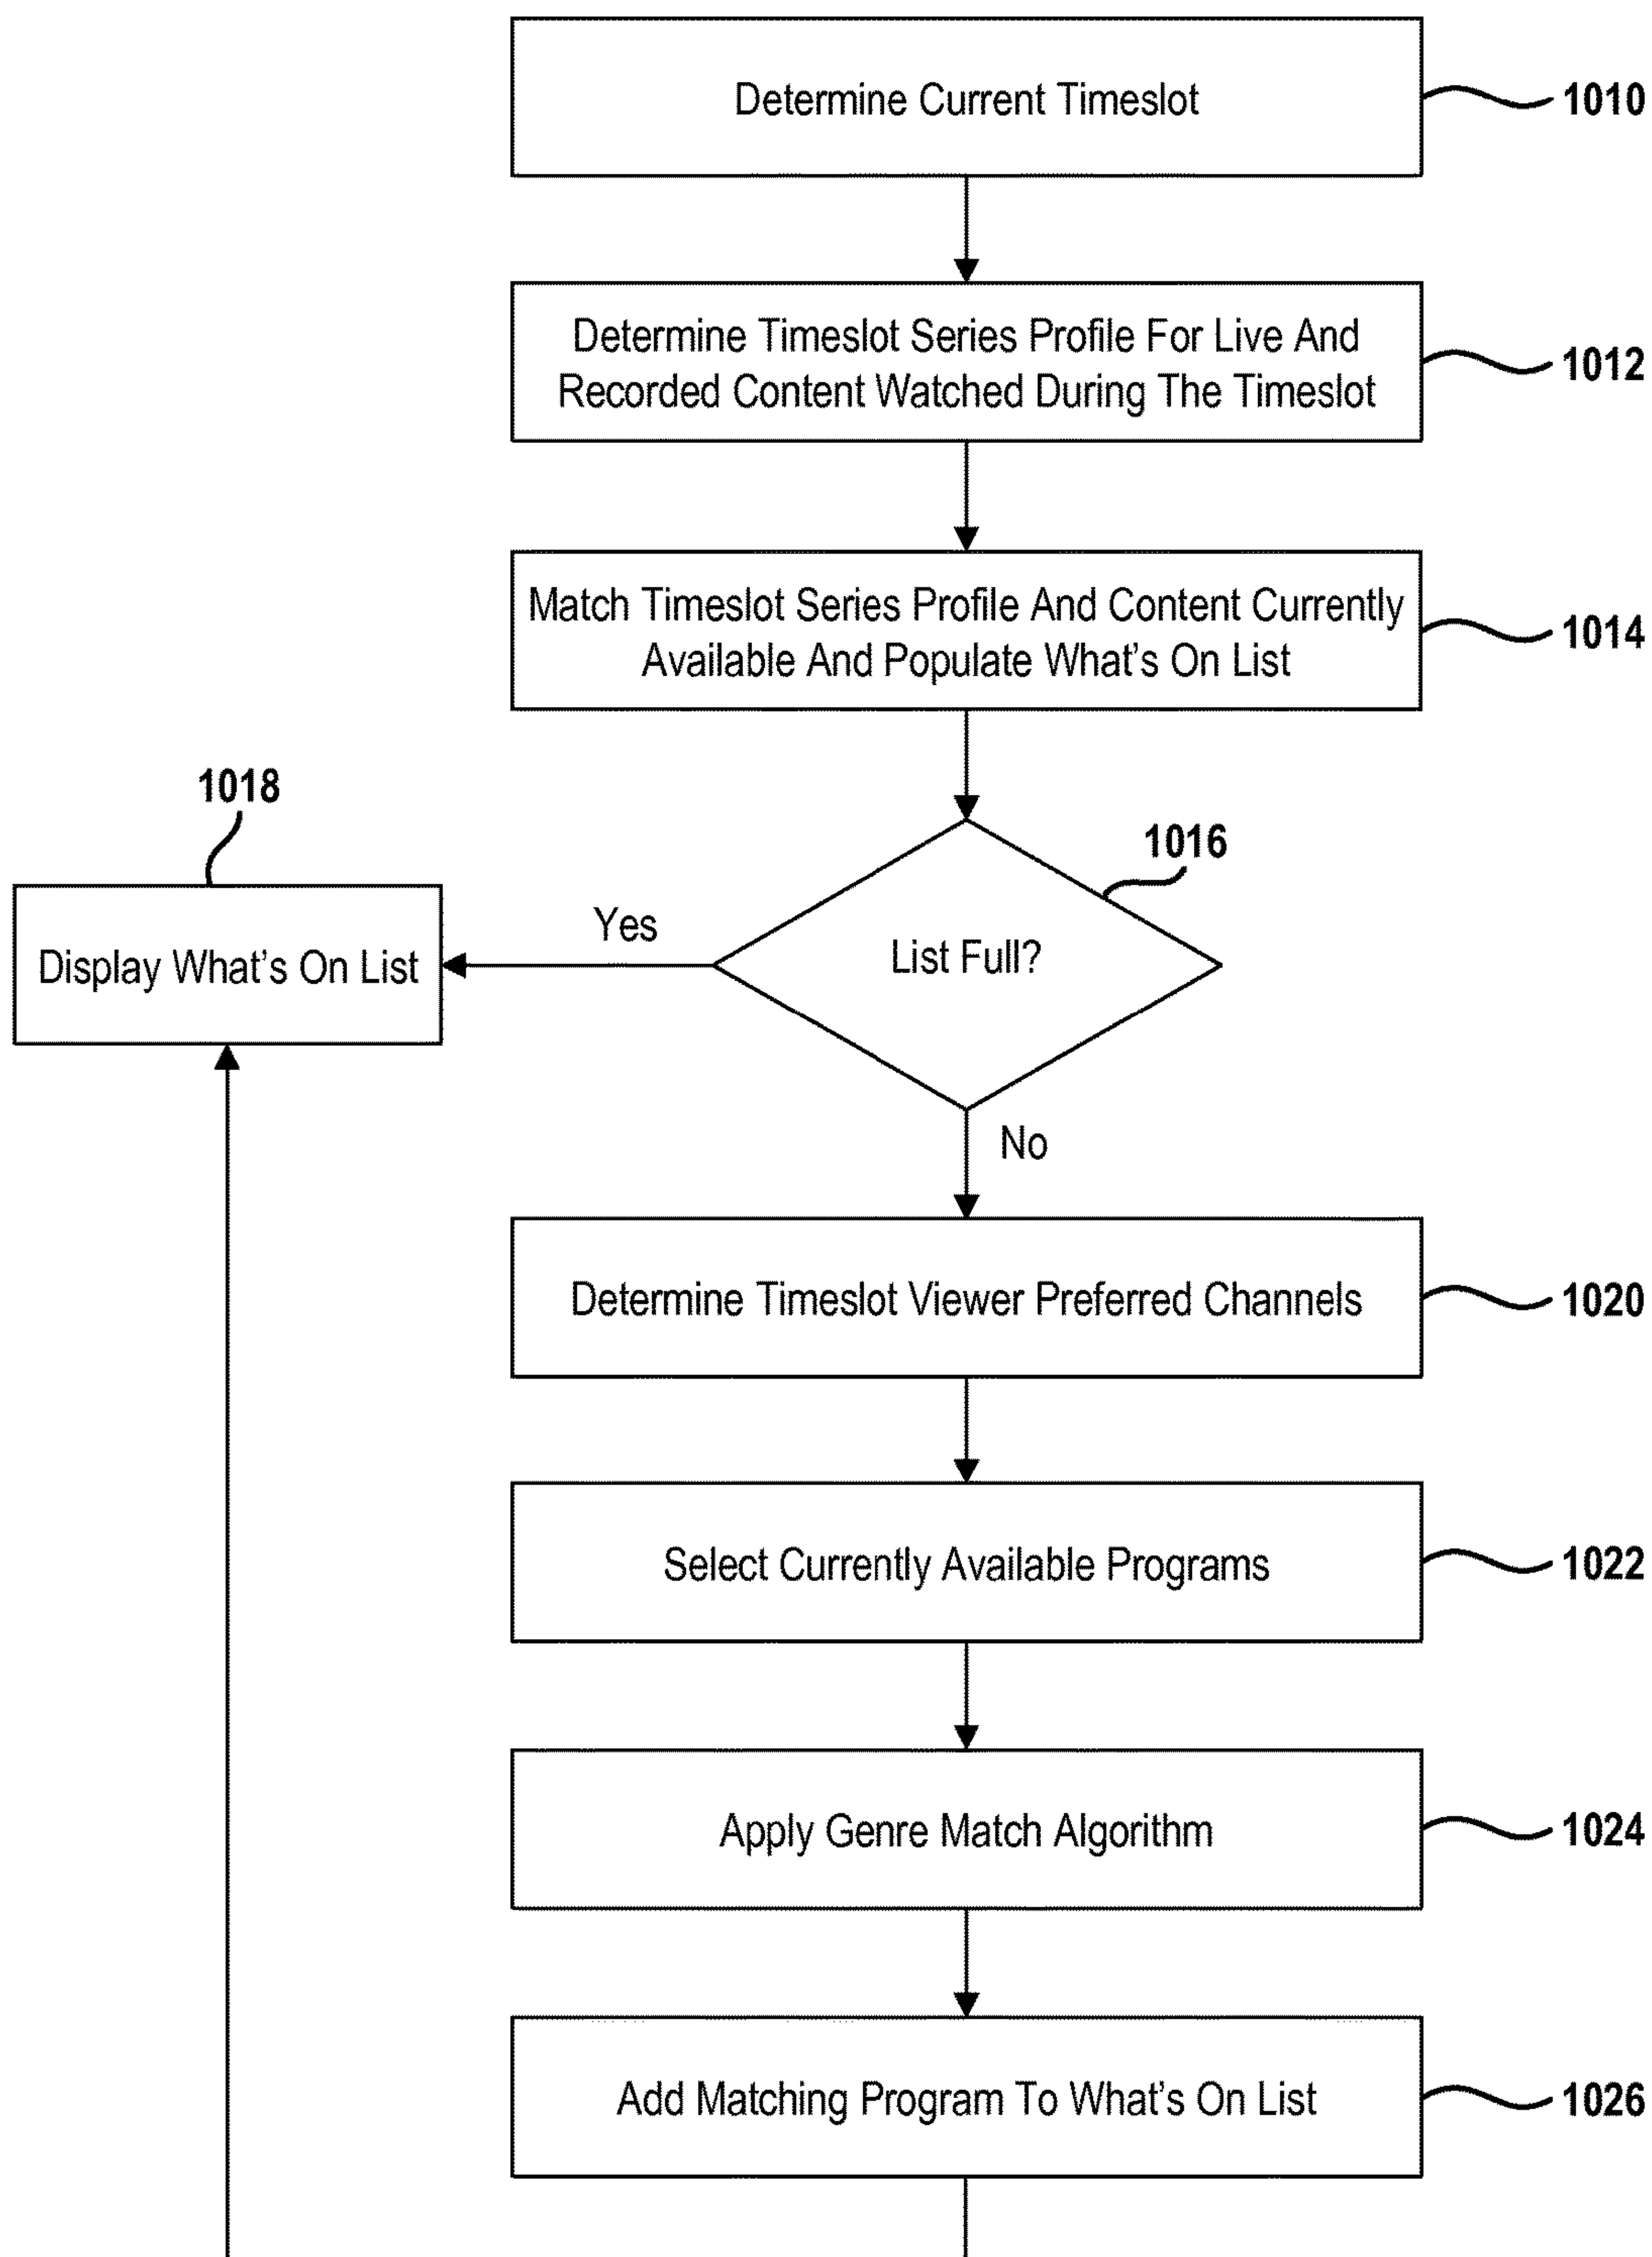 Determine Current Timeslot
1010
Determine Timeslot Series Profile For Live And
Recorded Content Watched During The Timeslot
1012
Match Timeslot Series Profile And Content Currently
Available And Populate What's On List
1014
1018
1016
Display What's On List
Yes
List Full?
No
Determine Timeslot Viewer Preferred Channels
1020
Select Currently Available Programs
1022
Apply Genre Match Algorithm
1024
Add Matching Program To What's On List
1026